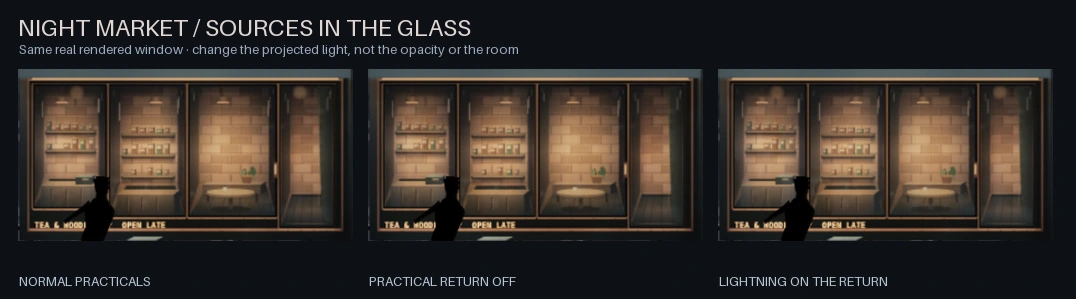 NIGHT MARKET / SOURCES IN THE GLASS
Same real rendered window · change the projected light, not the opacity or the room
TEA & WOOD OPEN LATE
TEA & WOOD OPEN LATE
TEA & WOOD OPEN LATE
NORMAL PRACTICALS
PRACTICAL RETURN OFF
LIGHTNING ON THE RETURN